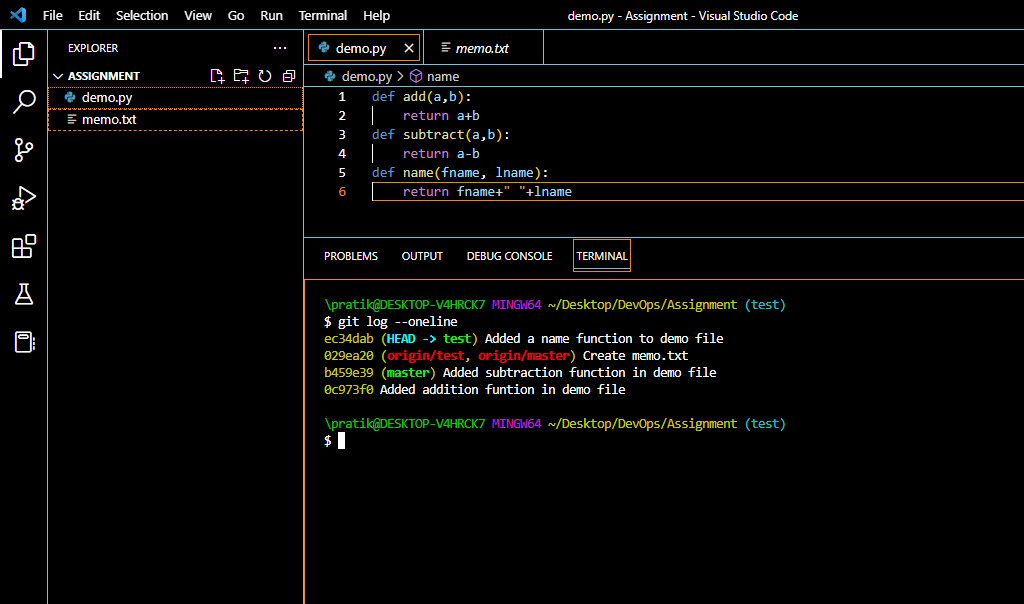 File Edit Selection View Go Run Terminal Help demo.py - Assignment - Visual Studio Code
EXPLORER ...
ASSIGNMENT
demo.py
memo.txt
demo.py memo.txt
demo.py > name
1 def add(a,b):
2 return a+b
3 def subtract(a,b):
4 return a-b
5 def name(fname, lname):
6 return fname+" "+lname
PROBLEMS OUTPUT DEBUG CONSOLE TERMINAL
\pratik@DESKTOP-V4HRCK7 MINGW64 ~/Desktop/DevOps/Assignment (test)
$ git log --oneline
ec34dab (HEAD -> test) Added a name function to demo file
029ea20 (origin/test, origin/master) Create memo.txt
b459e39 (master) Added subtraction function in demo file
0c973f0 Added addition funtion in demo file
\pratik@DESKTOP-V4HRCK7 MINGW64 ~/Desktop/DevOps/Assignment (test)
$